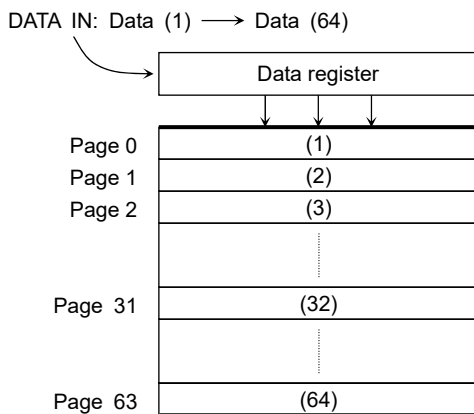 DATA IN: Data (1) Data (64)
Data register
Page 0 (1)
Page 1 (2)
Page 2 (3)
Page 31 (32)
Page 63 (64)